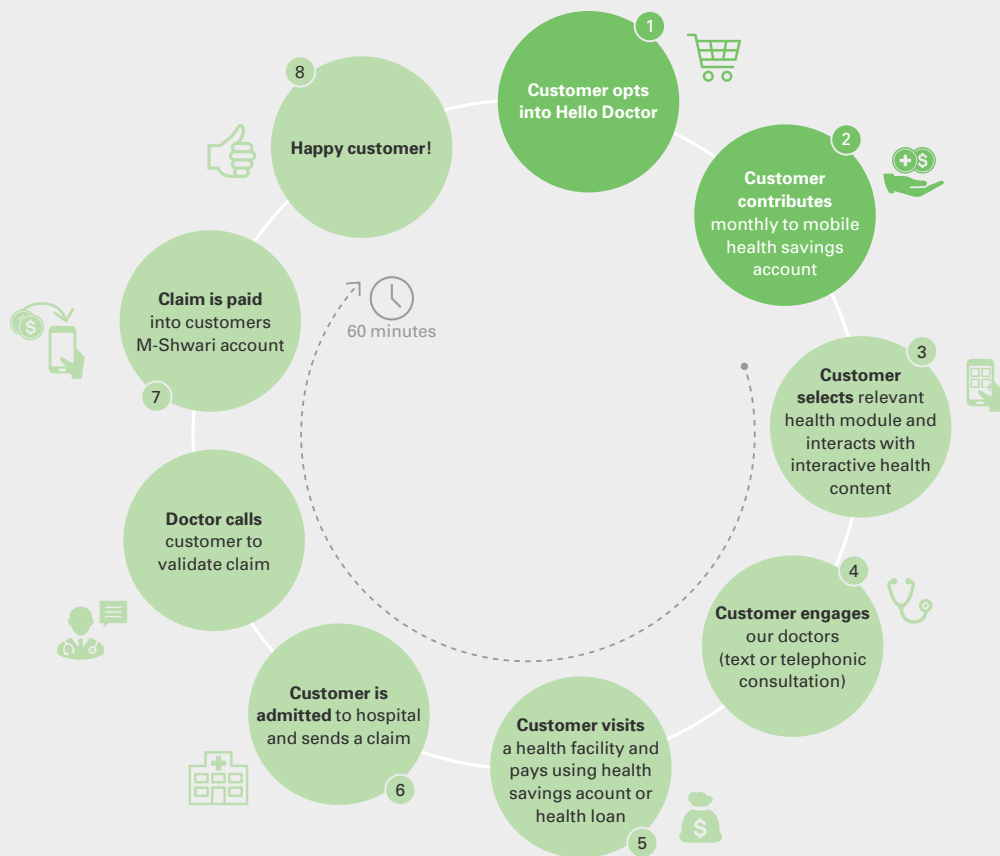 1
Customer opts
into Hello Doctor
2
Customer
contributes
monthly to mobile
health savings
account
3
Customer
selects relevant
health module and
interacts with
interactive health
content
4
Customer engages
our doctors
(text or telephonic
consultation)
5
Customer visits
a health facility and
pays using health
savings acount or
health loan
6
Customer is
admitted to hospital
and sends a claim
Doctor calls
customer to
validate claim
7
Claim is paid
into customers
M-Shwari account
8
Happy customer!
60 minutes
$
$
$